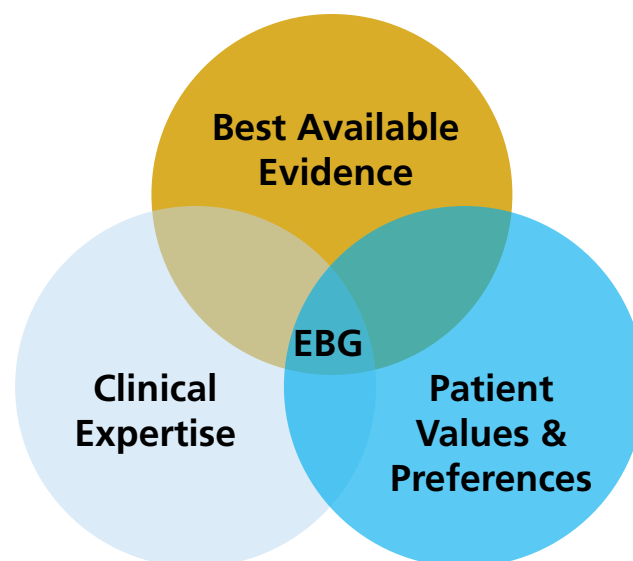 Best Available
Evidence
EBG
Clinical
Expertise
Patient
Values &
Preferences